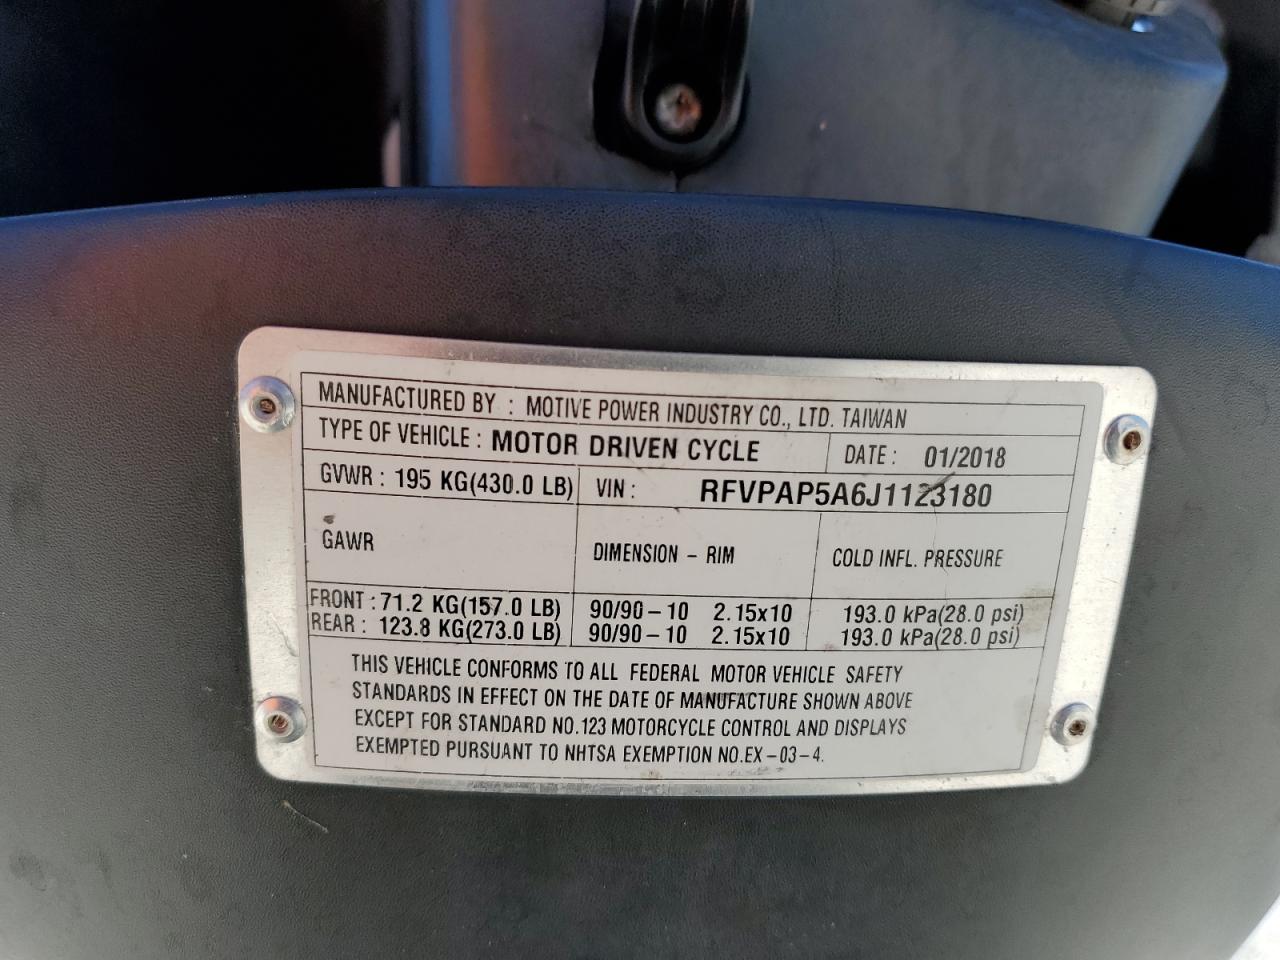 MANUFACTURED BY : MOTIVE POWER INDUSTRY CO., LTD. TAIWAN
TYPE OF VEHICLE : MOTOR DRIVEN CYCLE DATE : 01/2018
GVWR : 195 KG(430.0 LB) VIN : RFVPAP5A6J1123180
GAWR DIMENSION - RIM COLD INFL. PRESSURE
FRONT : 71.2 KG(157.0 LB) 90/90-10 2.15x10 193.0 kPa(28.0 psi)
REAR : 123.8 KG(273.0 LB) 90/90-10 2.15x10 193.0 kPa(28.0 psi)
THIS VEHICLE CONFORMS TO ALL FEDERAL MOTOR VEHICLE SAFETY
STANDARDS IN EFFECT ON THE DATE OF MANUFACTURE SHOWN ABOVE
EXCEPT FOR STANDARD NO.123 MOTORCYCLE CONTROL AND DISPLAYS
EXEMPTED PURSUANT TO NHTSA EXEMPTION NO.EX-03-4.